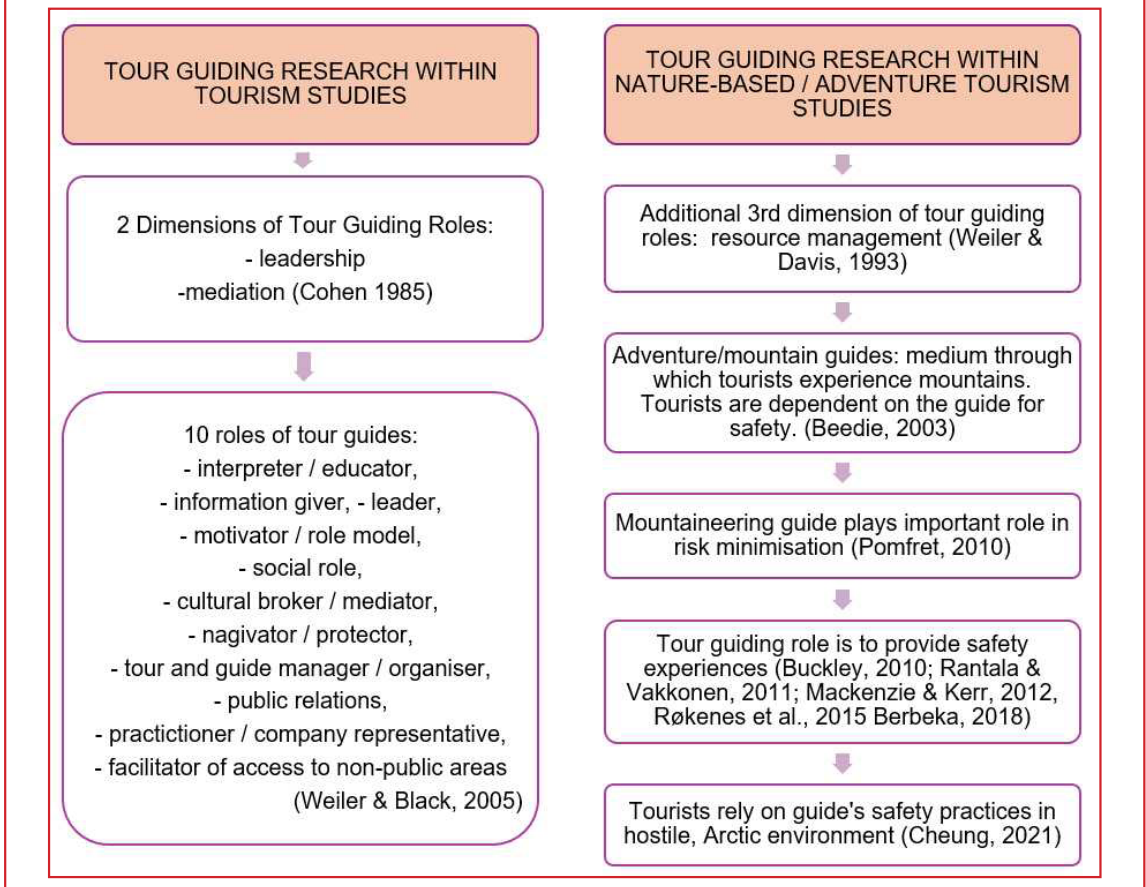 TOUR GUIDING RESEARCH WITHIN
TOURISM STUDIES
2 Dimensions of Tour Guiding Roles:
- leadership
-mediation (Cohen 1985)
10 roles of tour guides:
- interpreter / educator,
- information giver, - leader,
- motivator / role model,
- social role,
- cultural broker / mediator,
- nagivator / protector,
- tour and guide manager / organiser,
- public relations,
- practictioner / company representative,
- facilitator of access to non-public areas
(Weiler & Black, 2005)
TOUR GUIDING RESEARCH WITHIN
NATURE-BASED / ADVENTURE TOURISM
STUDIES
Additional 3rd dimension of tour guiding
roles:  resource management (Weiler &
Davis, 1993)
Adventure/mountain guides: medium through
which tourists experience mountains.
Tourists are dependent on the guide for
safety. (Beedie, 2003)
Mountaineering guide plays important role in
risk minimisation (Pomfret, 2010)
Tour guiding role is to provide safety
experiences (Buckley, 2010; Rantala &
Vakkonen, 2011; Mackenzie & Kerr, 2012,
Røkenes et al., 2015 Berbeka, 2018)
Tourists rely on guide's safety practices in
hostile, Arctic environment (Cheung, 2021)